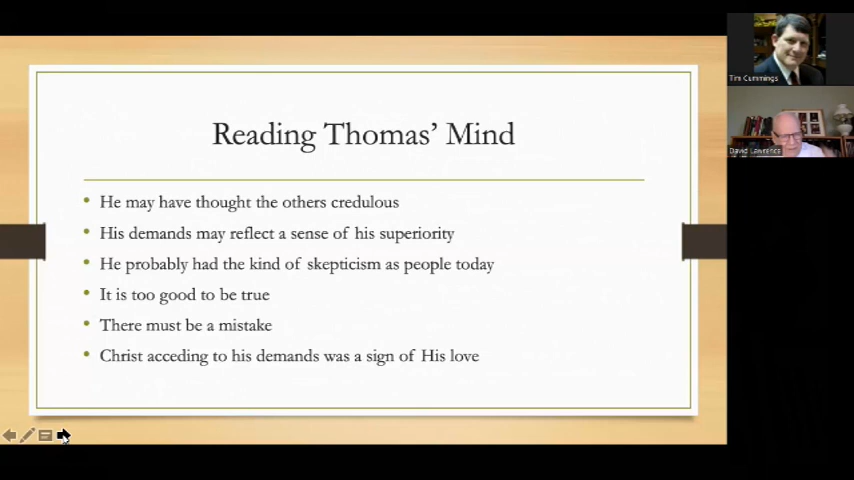 Reading Thomas' Mind
He may have thought the others credulous
His demands may reflect a sense of his superiority
He probably had the kind of skepticism as people today
It is too good to be true
There must be a mistake
Christ acceding to his demands was a sign of His love
Tim Cummings
David Lawrence